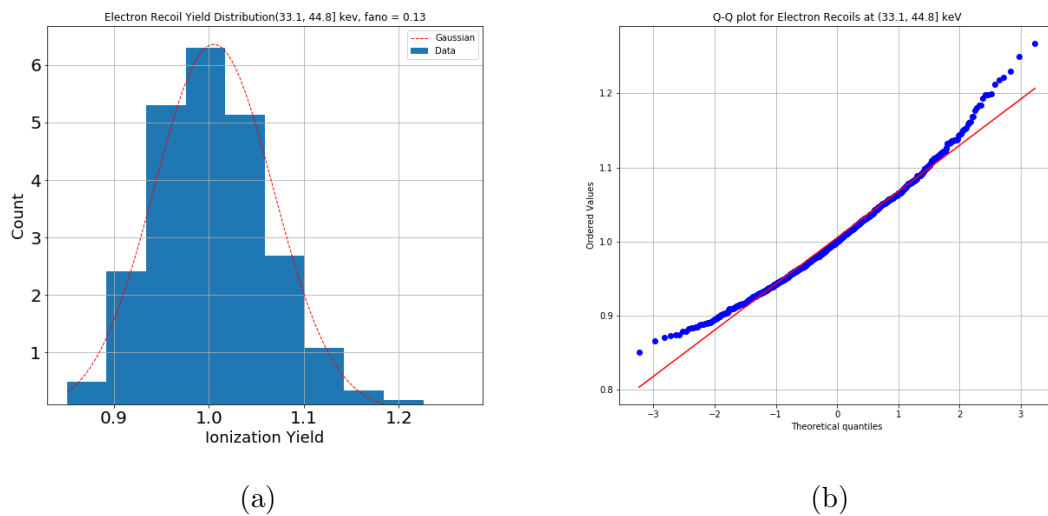 Electron Recoil Yield Distribution(33.1, 44.8] kev, fano = 0.13
Gaussian
Data
Count
6
5
4
3
2
1
0.9
1.0
1.1
1.2
Ionization Yield
(a)
Q-Q plot for Electron Recoils at (33.1, 44.8] keV
Ordered Values
1.2
1.1
1.0
0.9
0.8
−3
−2
−1
0
1
2
3
Theoretical quantiles
(b)